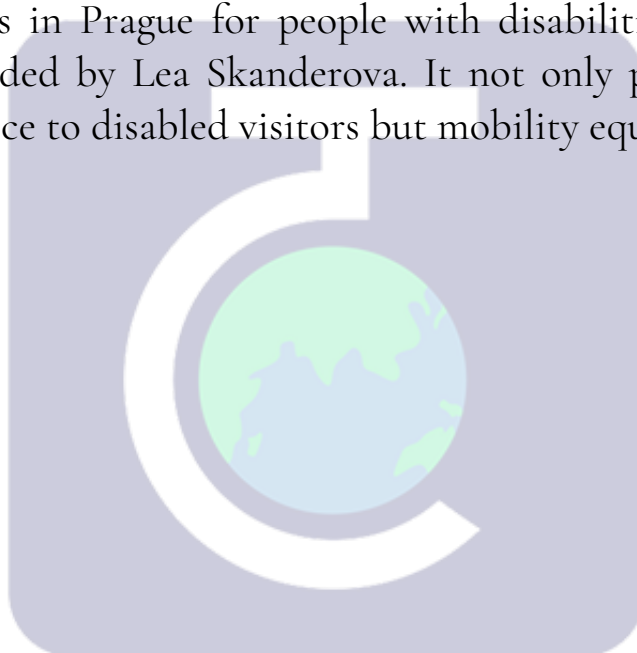 s in Prague for people with disabiliti
ded by Lea Skanderova. It not only p
ce to disabled visitors but mobility equ